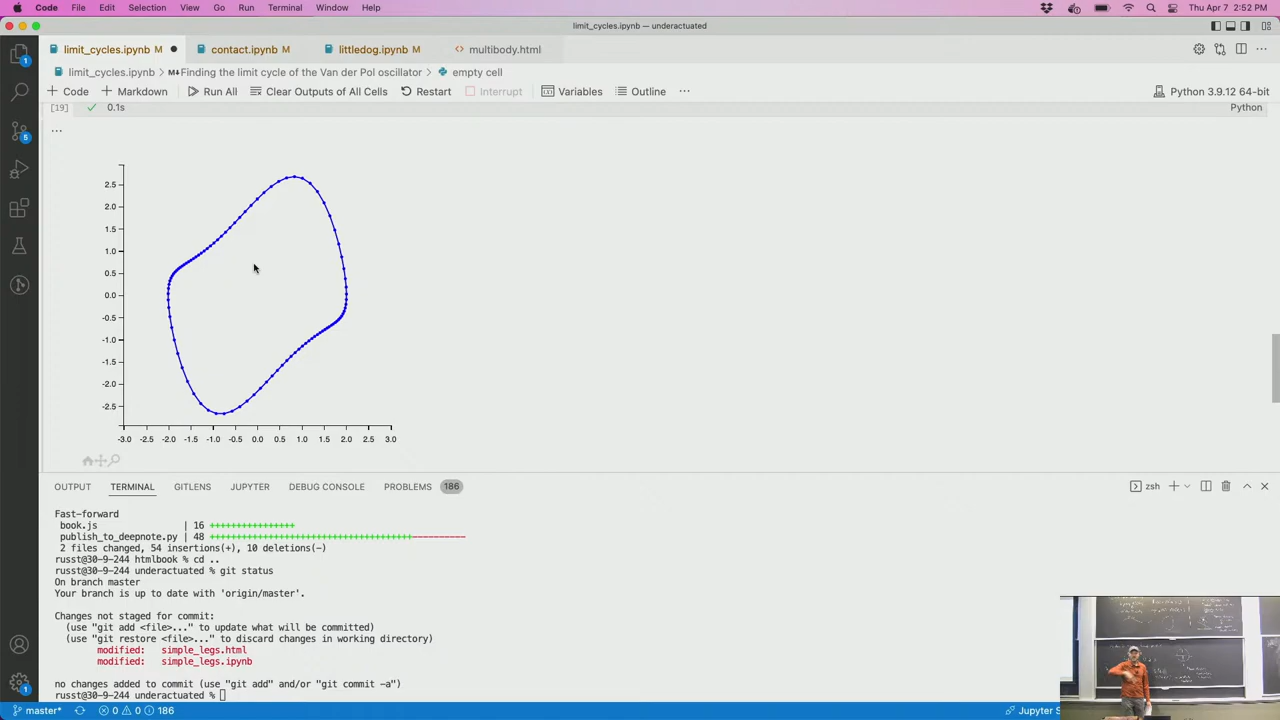 Code File Edit Selection View Go Run Terminal Window Help Thu Apr 7 2:52 PM
limit_cycles.ipynb — underactuated
limit_cycles.ipynb M ● contact.ipynb M littledog.ipynb M <> multibody.html
limit_cycles.ipynb > M↓Finding the limit cycle of the Van der Pol oscillator > empty cell
+ Code + Markdown Run All Clear Outputs of All Cells Restart Interrupt Variables Outline ··· Python 3.9.12 64-bit
[19] ✓ 0.1s Python
...
2.5
2.0
1.5
1.0
0.5
0.0
-0.5
-1.0
-1.5
-2.0
-2.5
-3.0 -2.5 -2.0 -1.5 -1.0 -0.5 0.0 0.5 1.0 1.5 2.0 2.5 3.0
OUTPUT TERMINAL GITLENS JUPYTER DEBUG CONSOLE PROBLEMS 186 zsh
Fast-forward
book.js | 16 ++++++++++++++++
publish_to_deepnote.py | 48 ++++++++++++++++++++++++++++++++++++++----------
2 files changed, 54 insertions(+), 10 deletions(-)
russt@30-9-244 htmlbook % cd ..
russt@30-9-244 underactuated % git status
On branch master
Your branch is up to date with 'origin/master'.
Changes not staged for commit:
(use "git add <file>..." to update what will be committed)
(use "git restore <file>..." to discard changes in working directory)
modified: simple_legs.html
modified: simple_legs.ipynb
no changes added to commit (use "git add" and/or "git commit -a")
russt@30-9-244 underactuated %
master* 0 0 186 Jupyter S
5
1
1